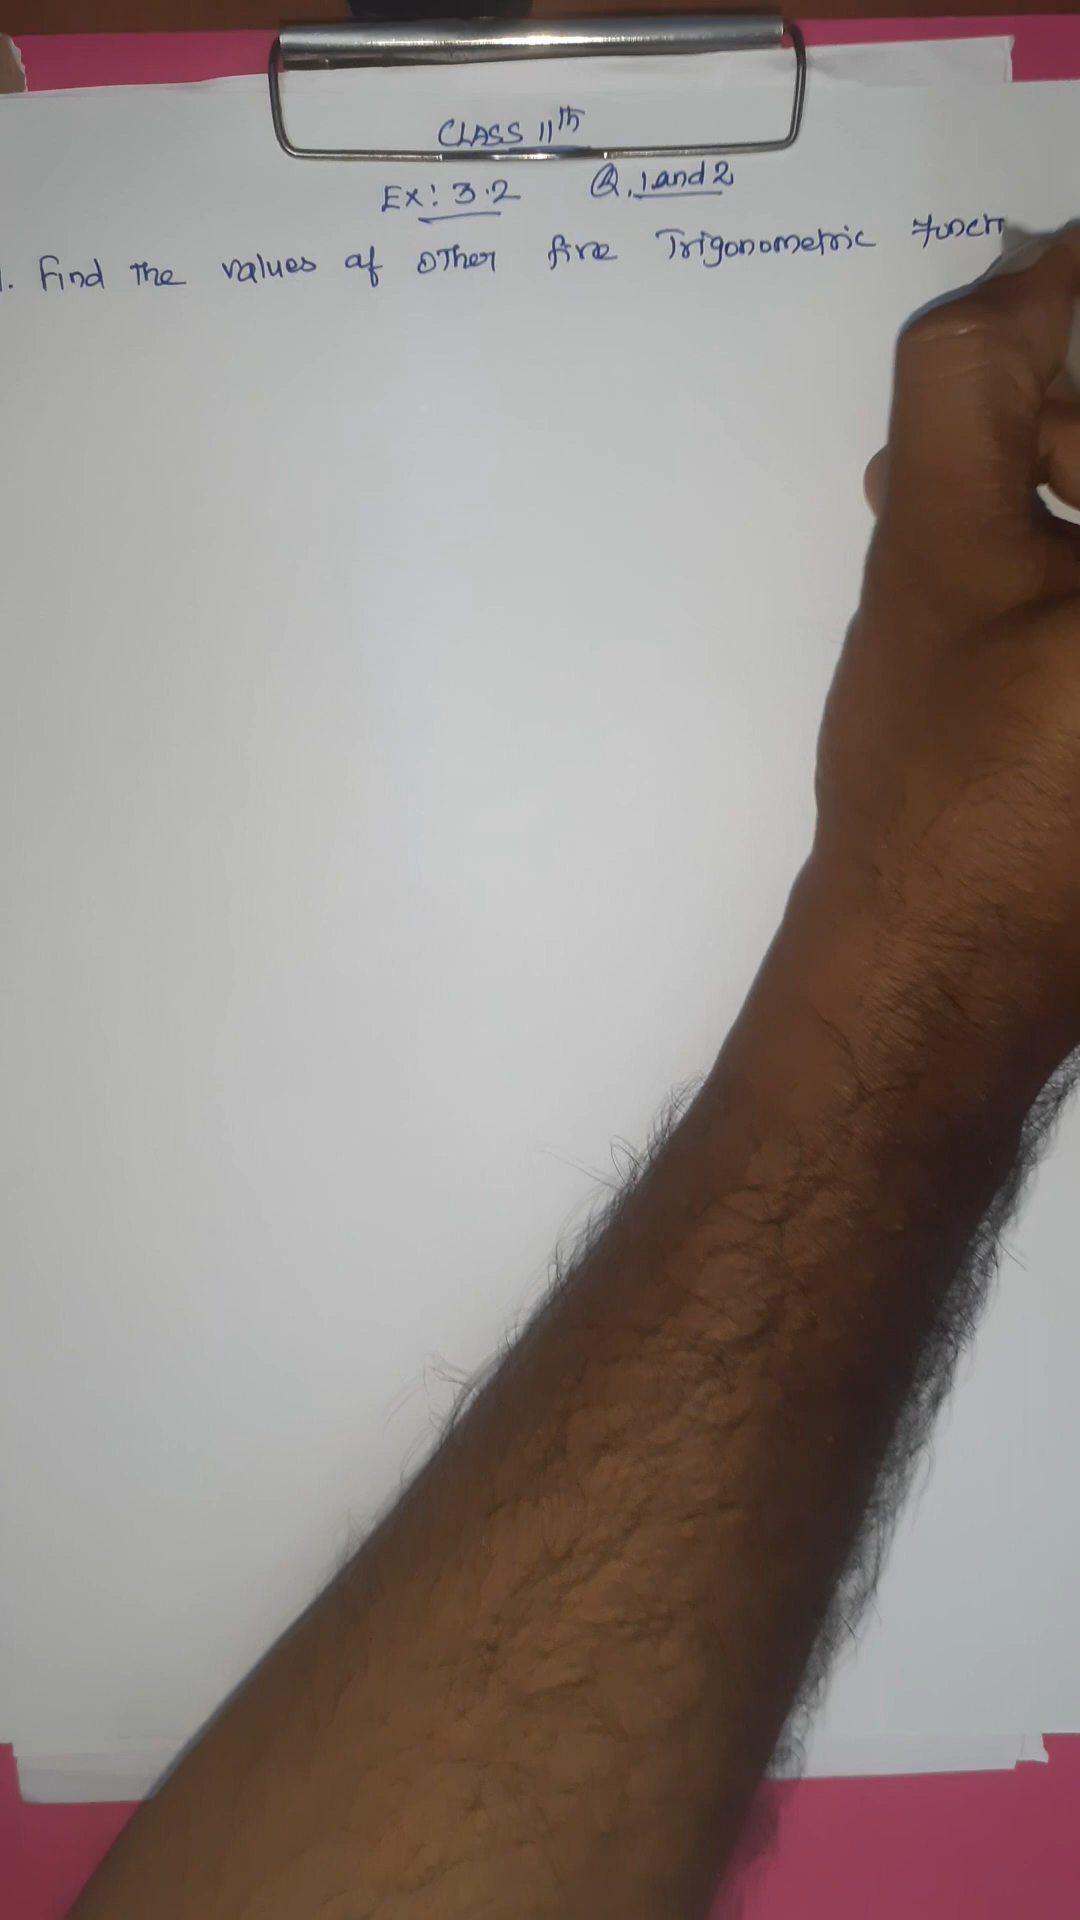 CLASS 11th
Ex: 3.2 Q. 1 and 2
1. Find the values of other five Trigonometric